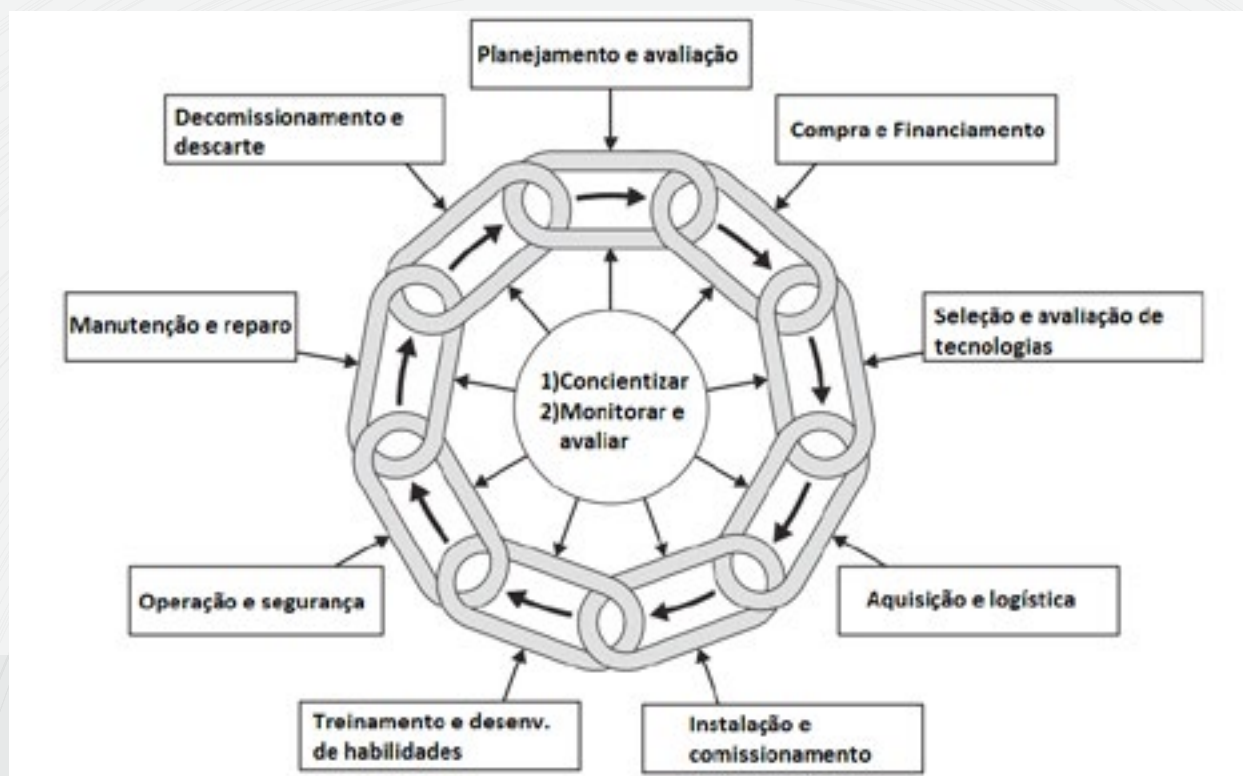 Planejamento e avaliação
Decomissionamento e
descarte
Compra e Financiamento
Manutenção e reparo
Seleção e avaliação de
tecnologias
1)Concientizar
2)Monitorar e
avaliar
Operação e segurança
Aquisição e logística
Treinamento e desenv.
de habilidades
Instalação e
comissionamento